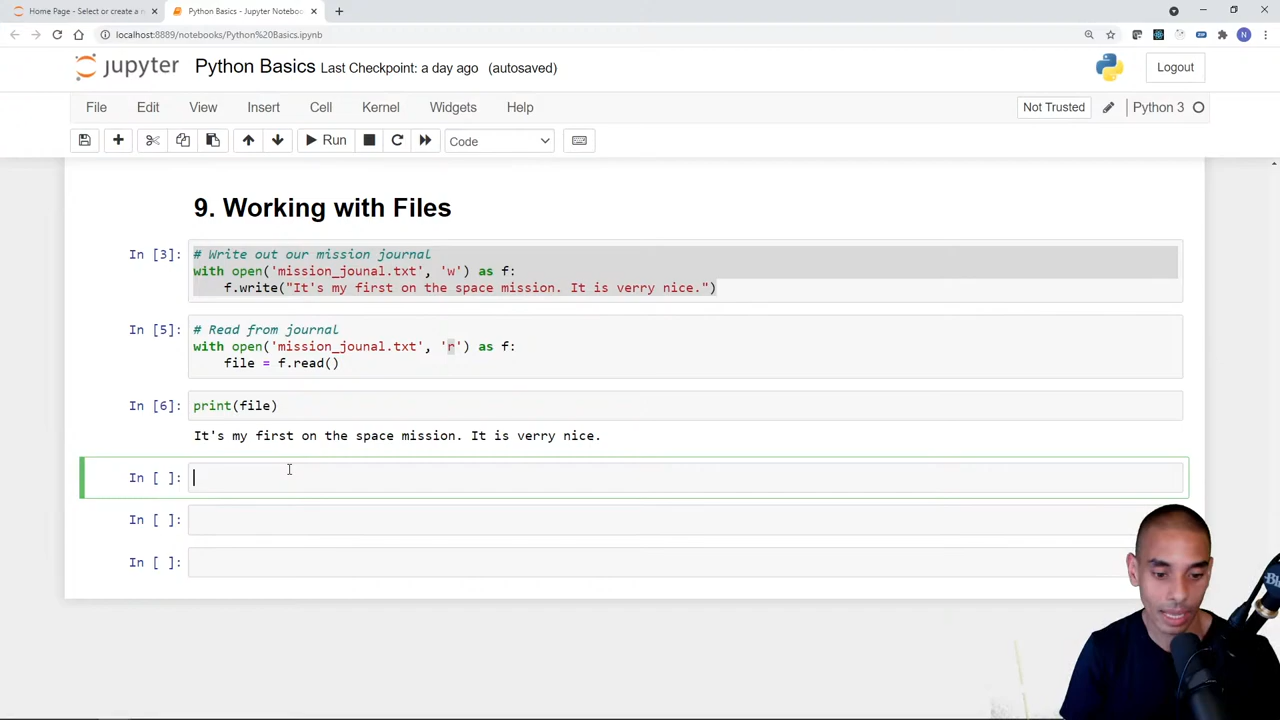 Home Page - Select or create a n
Python Basics - Jupyter Noteboo
localhost:8889/notebooks/Python%20Basics.ipynb
N
jupyter Python Basics Last Checkpoint: a day ago (autosaved)
Logout
File Edit View Insert Cell Kernel Widgets Help
Not Trusted Python 3
Run Code
9. Working with Files
In [3]: # Write out our mission journal
with open('mission_jounal.txt', 'w') as f:
f.write("It's my first on the space mission. It is verry nice.")
In [5]: # Read from journal
with open('mission_jounal.txt', 'r') as f:
file = f.read()
In [6]: print(file)
It's my first on the space mission. It is verry nice.
In [ ]:
In [ ]:
In [ ]: